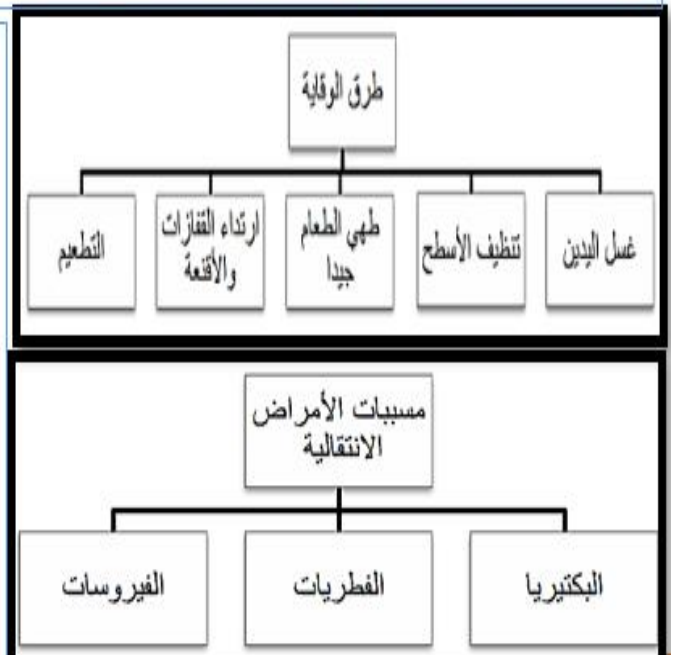 طرق الوقاية
غسل اليدين
تنظيف الأسطح
طهي الطعام
جيدا
ارتداء القفازات
والأقنعة
التطعيم
مسببات الأمراض
الانتقالية
البكتيريا
الفطريات
الفيروسات